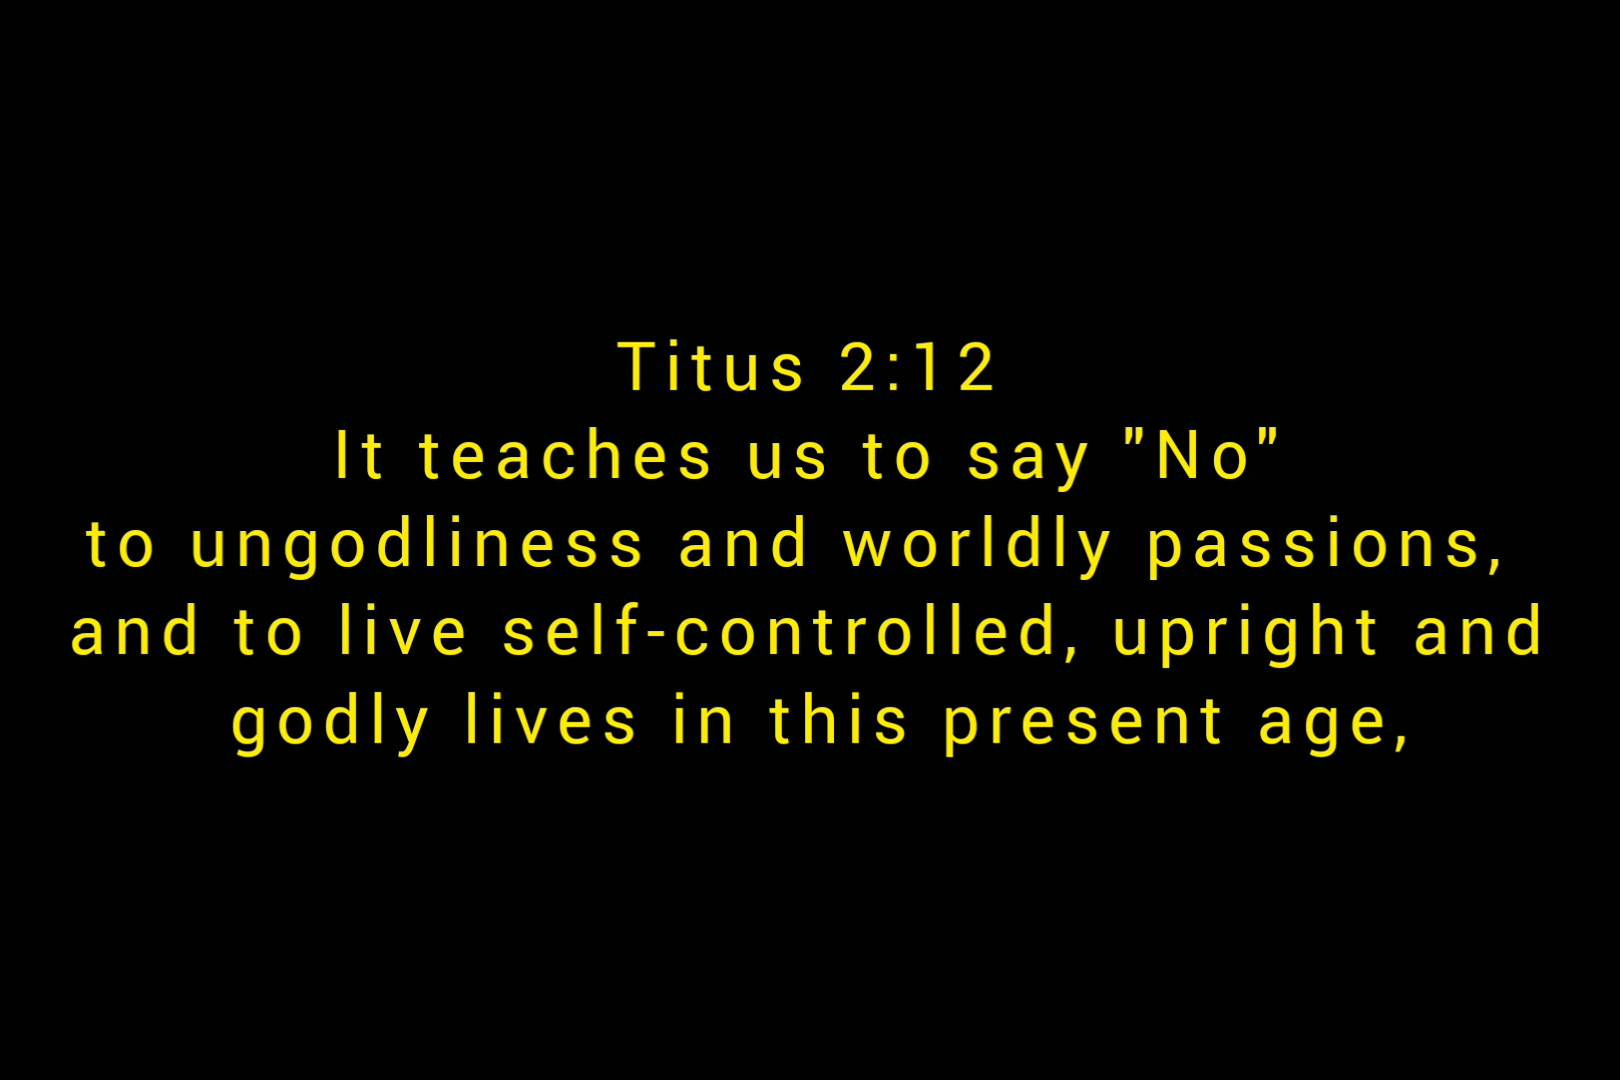 Titus 2:12
It teaches us to say "No"
to ungodliness and worldly passions,
and to live self-controlled, upright and
godly lives in this present age,